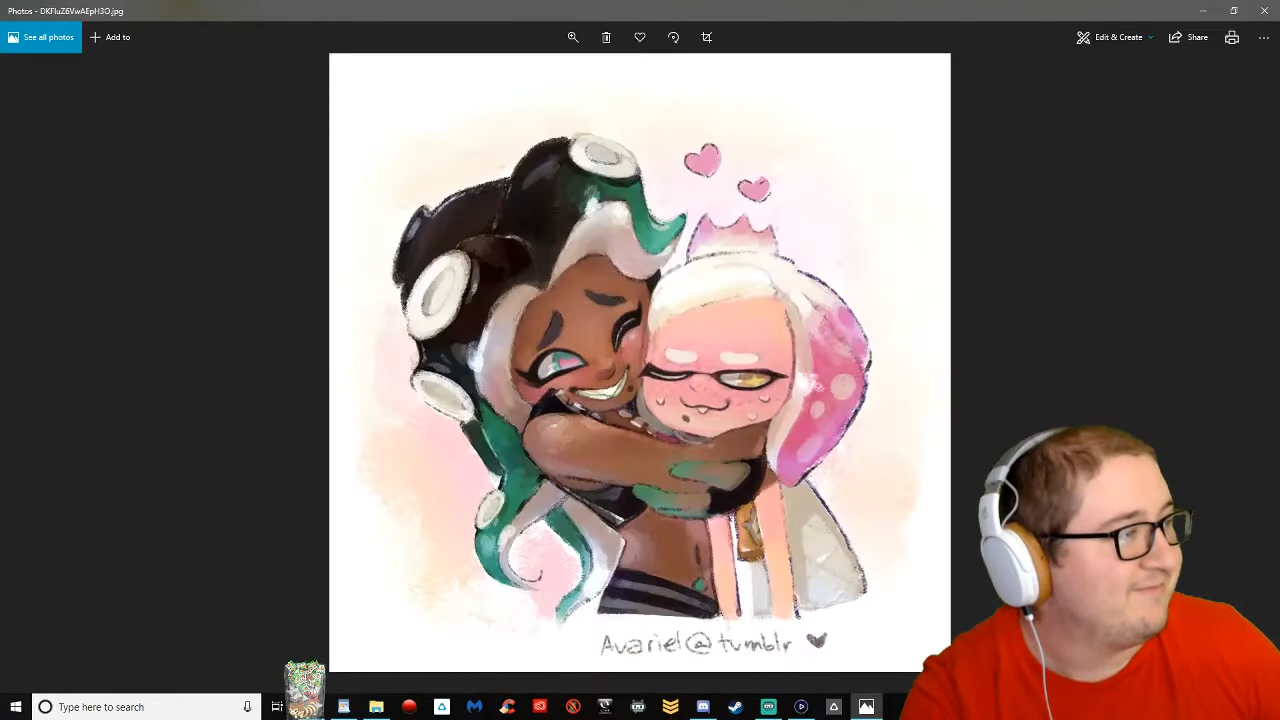 Photos - DKFluZ6VwAEpH3O.jpg
See all photos
Add to
Edit & Create
Share
Avariel@tumblr
Type here to search